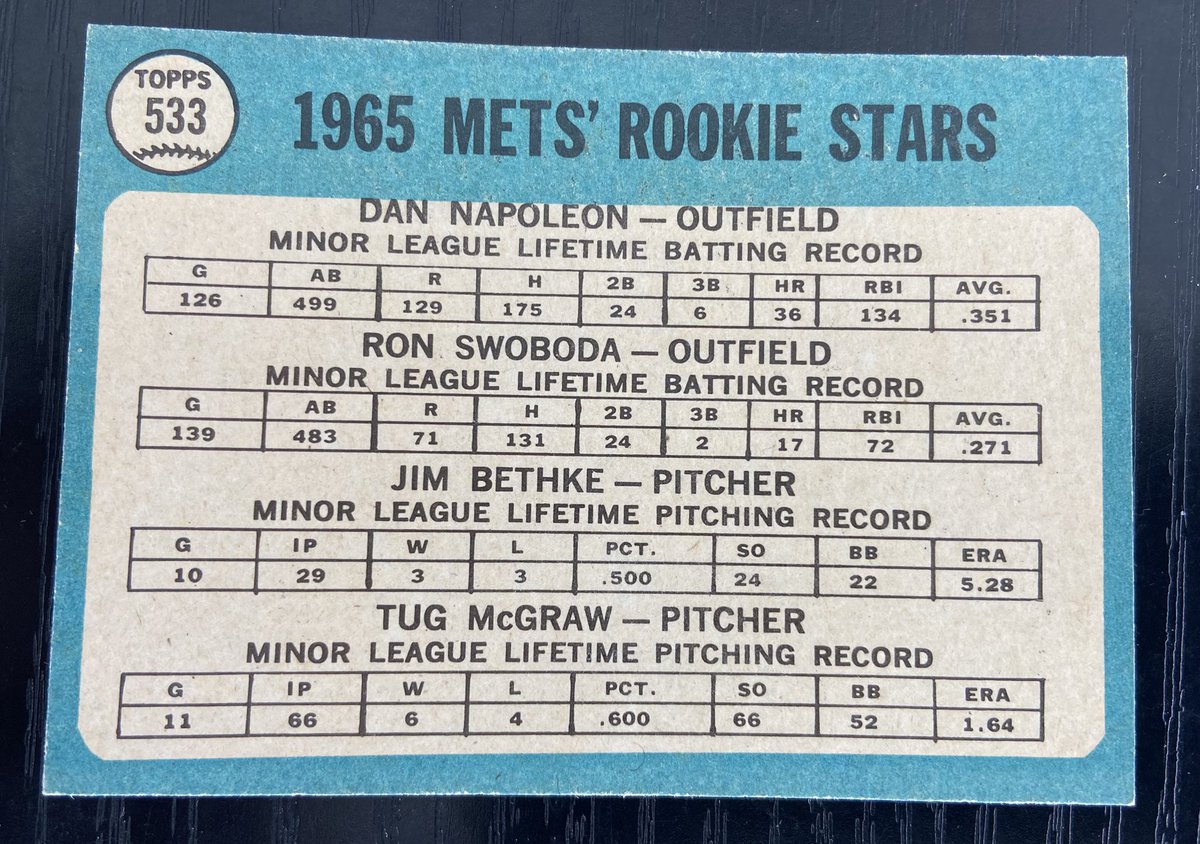 TOPPS
533
1965 METS' ROOKIE STARS
DAN NAPOLEON — OUTFIELD
MINOR LEAGUE LIFETIME BATTING RECORD
G AB R H 2B 3B HR RBI AVG.
126 499 129 175 24 6 36 134 .351
RON SWOBODA — OUTFIELD
MINOR LEAGUE LIFETIME BATTING RECORD
G AB R H 2B 3B HR RBI AVG.
139 483 71 131 24 2 17 72 .271
JIM BETHKE — PITCHER
MINOR LEAGUE LIFETIME PITCHING RECORD
G IP W L PCT. SO BB ERA
10 29 3 3 .500 24 22 5.28
TUG McGRAW — PITCHER
MINOR LEAGUE LIFETIME PITCHING RECORD
G IP W L PCT. SO BB ERA
11 66 6 4 .600 66 52 1.64